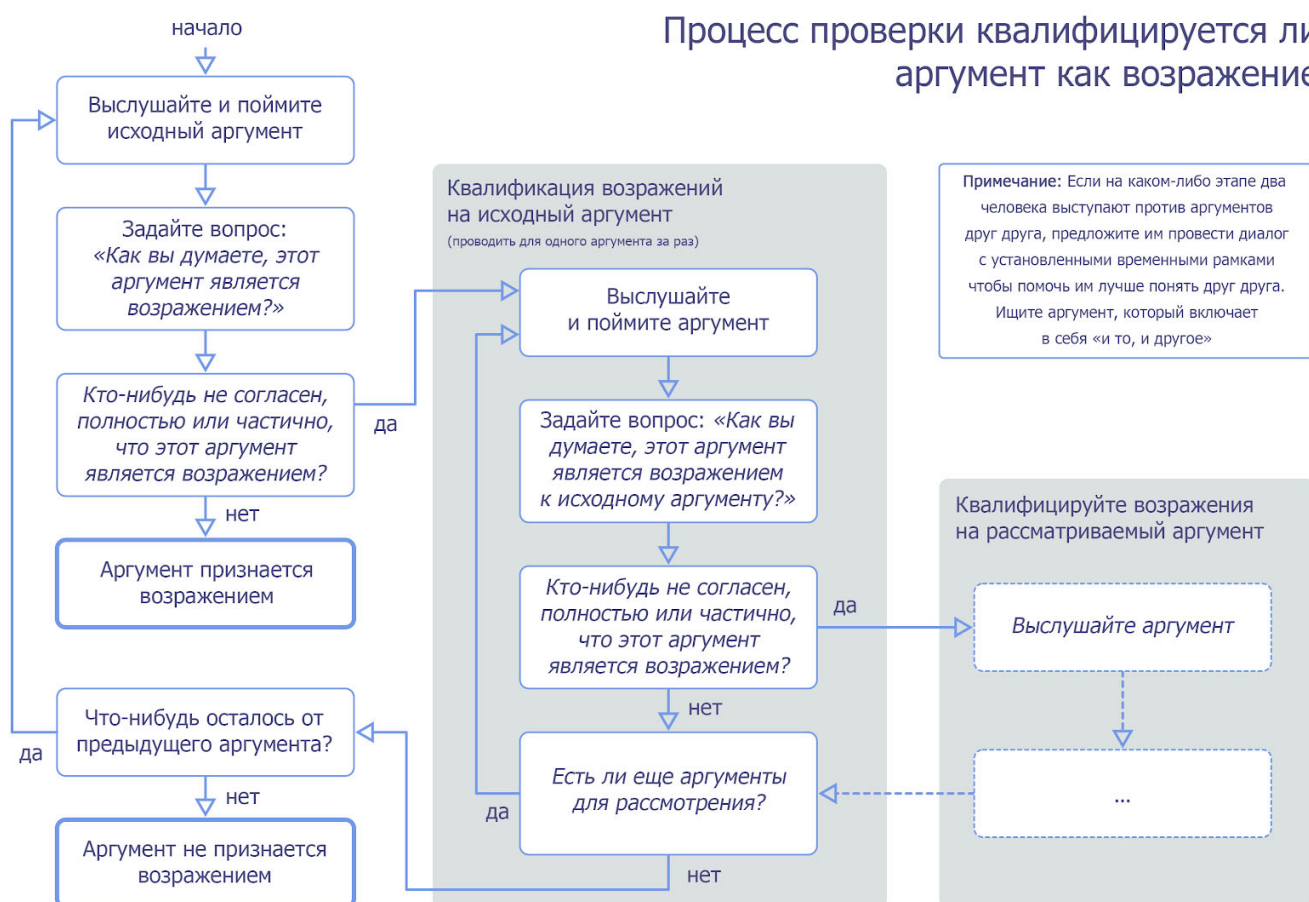 начало
Процесс проверки квалифицируется ли
аргумент как возражение
Выслушайте и поймите
исходный аргумент
Задайте вопрос:
«Как вы думаете, этот
аргумент является
возражением?»
Кто-нибудь не согласен,
полностью или частично,
что этот аргумент
является возражением?
да
нет
Аргумент признается
возражением
Что-нибудь осталось от
предыдущего аргумента?
да
нет
Аргумент не признается
возражением
Квалификация возражений
на исходный аргумент
(проводить для одного аргумента за раз)
Выслушайте
и поймите аргумент
Задайте вопрос: «Как вы
думаете, этот аргумент
является возражением
к исходному аргументу?»
Кто-нибудь не согласен,
полностью или частично,
что этот аргумент
является возражением?
да
нет
Есть ли еще аргументы
для рассмотрения?
да
нет
Примечание: Если на каком-либо этапе два
человека выступают против аргументов
друг друга, предложите им провести диалог
с установленными временными рамками
чтобы помочь им лучше понять друг друга.
Ищите аргумент, который включает
в себя «и то, и другое»
Квалифицируйте возражения
на рассматриваемый аргумент
Выслушайте аргумент
...